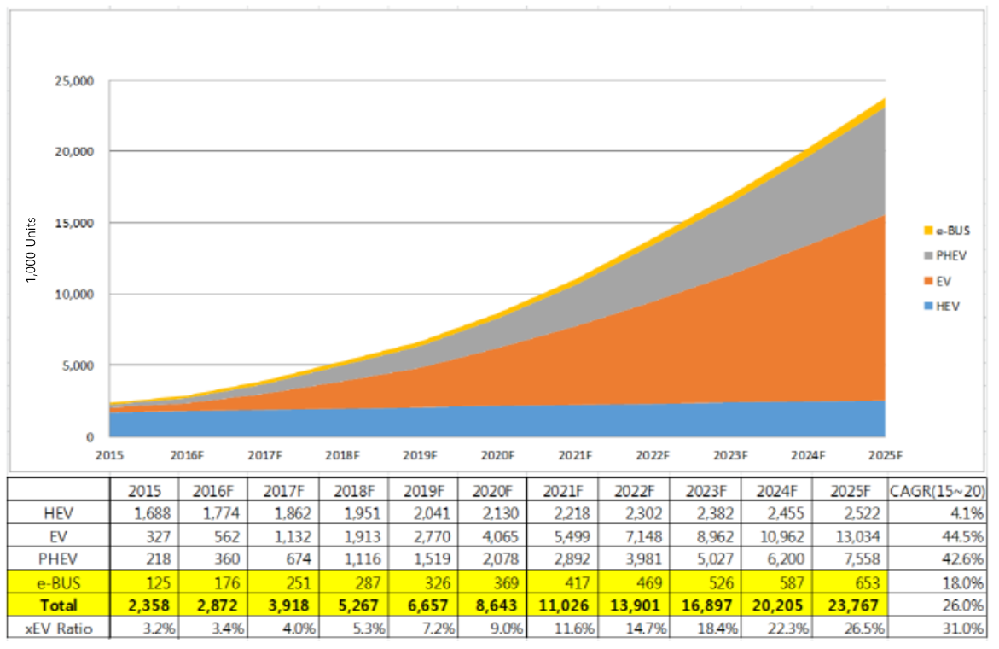 25,000
20,000
15,000
10,000
5,000
0
1,000 Units
2015 2016F 2017F 2018F 2019F 2020F 2021F 2022F 2023F 2024F 2025F
e-BUS
PHEV
EV
HEV
2015 2016F 2017F 2018F 2019F 2020F 2021F 2022F 2023F 2024F 2025F CAGR(15~20)
HEV 1,688 1,774 1,862 1,951 2,041 2,130 2,218 2,302 2,382 2,455 2,522 4.1%
EV 327 562 1,132 1,913 2,770 4,065 5,499 7,148 8,962 10,962 13,034 44.5%
PHEV 218 360 674 1,116 1,519 2,078 2,892 3,981 5,027 6,200 7,558 42.6%
e-BUS 125 176 251 287 326 369 417 469 526 587 653 18.0%
Total 2,358 2,872 3,918 5,267 6,657 8,643 11,026 13,901 16,897 20,205 23,767 26.0%
xEV Ratio 3.2% 3.4% 4.0% 5.3% 7.2% 9.0% 11.6% 14.7% 18.4% 22.3% 26.5% 31.0%